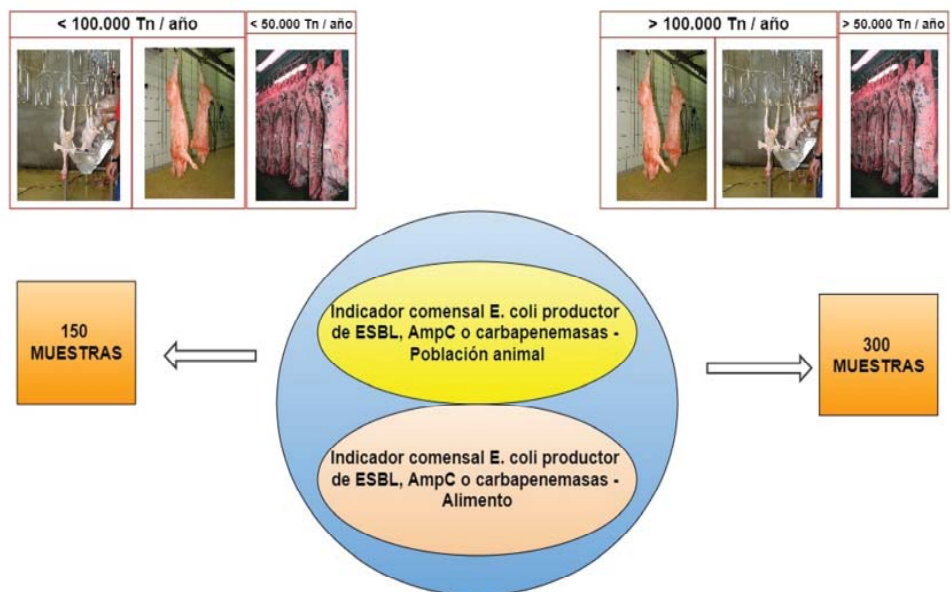 < 100.000 Tn / año
< 50.000 Tn / año
> 100.000 Tn / año
> 50.000 Tn / año
Indicador comensal E. coli productor
de ESBL, AmpC o carbapenemasas -
Población animal
150
MUESTRAS
300
MUESTRAS
Indicador comensal E. coli productor
de ESBL, AmpC o carbapenemasas -
Alimento